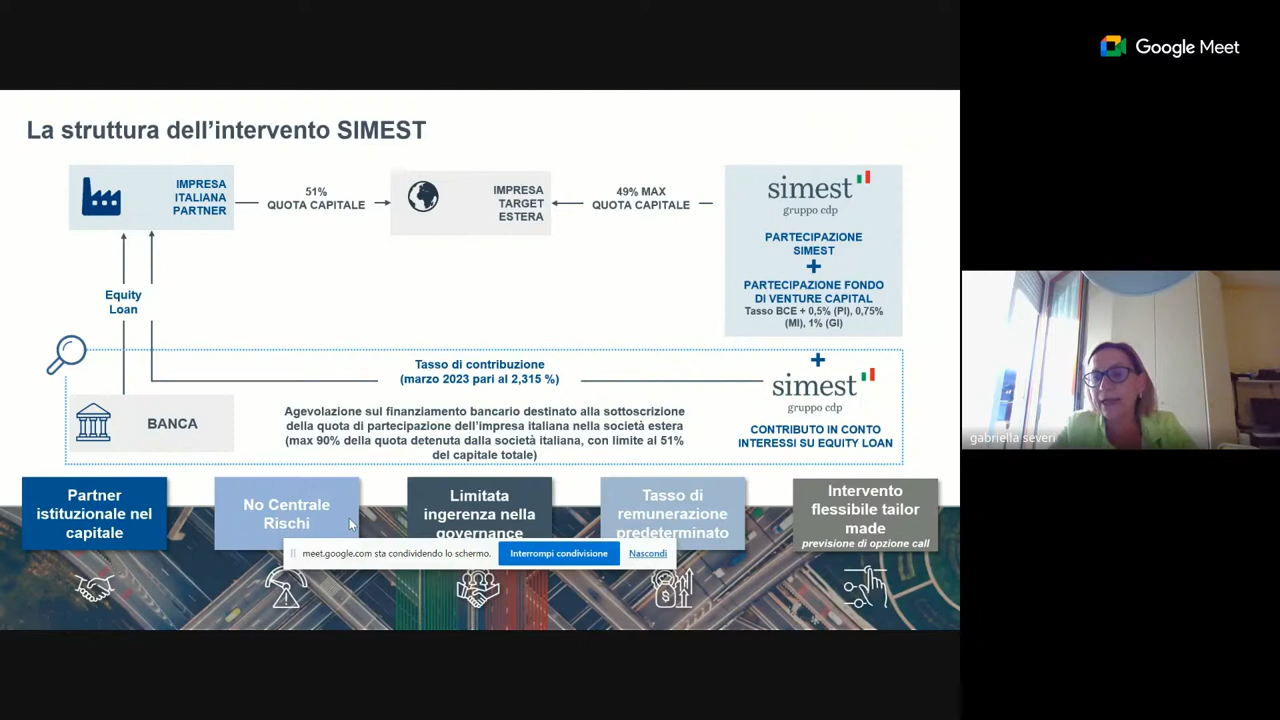 Google Meet
La struttura dell'intervento SIMEST
IMPRESA
ITALIANA
PARTNER
51%
QUOTA CAPITALE
IMPRESA
TARGET
ESTERA
49% MAX
QUOTA CAPITALE
simest
gruppo cdp
PARTECIPAZIONE
SIMEST
+
PARTECIPAZIONE FONDO
DI VENTURE CAPITAL
Tasso BCE + 0,5% (PI), 0,75%
(MI), 1% (GI)
Equity
Loan
+
Tasso di contribuzione
(marzo 2023 pari al 2,315 %)
simest
gruppo cdp
BANCA
Agevolazione sul finanziamento bancario destinato alla sottoscrizione
della quota di partecipazione dell'impresa italiana nella società estera
(max 90% della quota detenuta dalla società italiana, con limite al 51%
del capitale totale)
CONTRIBUTO IN CONTO
INTERESSI SU EQUITY LOAN
gabriella severi
Partner
istituzionale nel
capitale
No Centrale
Rischi
Limitata
ingerenza nella
governance
Tasso di
remunerazione
predeterminato
Intervento
flessibile tailor
made
previsione di opzione call
meet.google.com sta condividendo lo schermo.
Interrompi condivisione
Nascondi